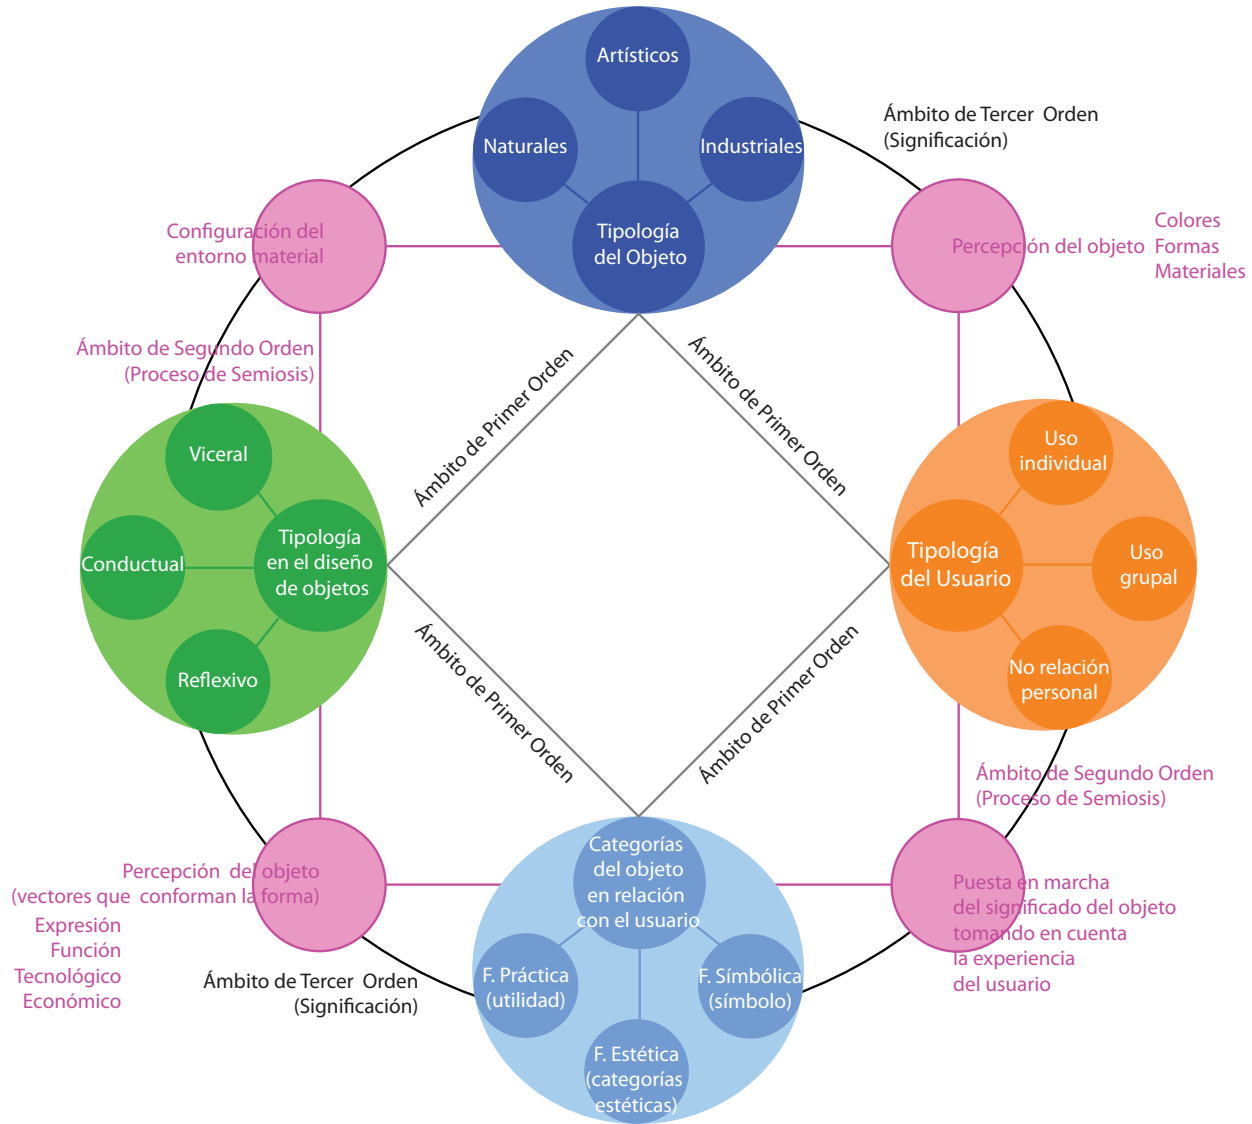 Artísticos
Naturales
Industriales
Tipología
del Objeto
Ámbito de Tercer Orden
(Significación)
Configuración del
entorno material
Percepción del objeto
Colores
Formas
Materiales
Ámbito de Segundo Orden
(Proceso de Semiosis)
Ámbito de Primer Orden
Ámbito de Primer Orden
Viceral
Conductual
Tipología
en el diseño
de objetos
Reflexivo
Uso
individual
Tipología
del Usuario
Uso
grupal
No relación
personal
Ámbito de Primer Orden
Ámbito de Primer Orden
Ámbito de Segundo Orden
(Proceso de Semiosis)
Percepción del objeto
(vectores que conforman la forma)
Expresión
Función
Tecnológico
Económico
Ámbito de Tercer Orden
(Significación)
Categorías
del objeto
en relación
con el usuario
F. Práctica
(utilidad)
F. Símbólica
(símbolo)
F. Estética
(categorías
estéticas)
Puesta en marcha
del significado del objeto
tomando en cuenta
la experiencia
del usuario